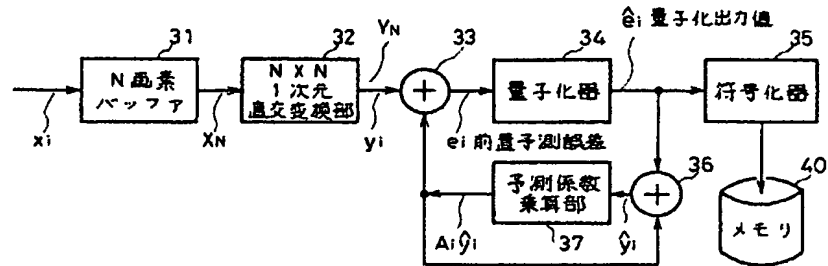 êi 量子化出力値
31
32
YN
33
34
35
N画素
バッファ
N×N
1次元
直交変換部
量子化器
符号化器
xi
XN
yi
ei 前量子測誤差
36
40
予測係数
乗算部
メモリ
Aiŷi
37
ŷi